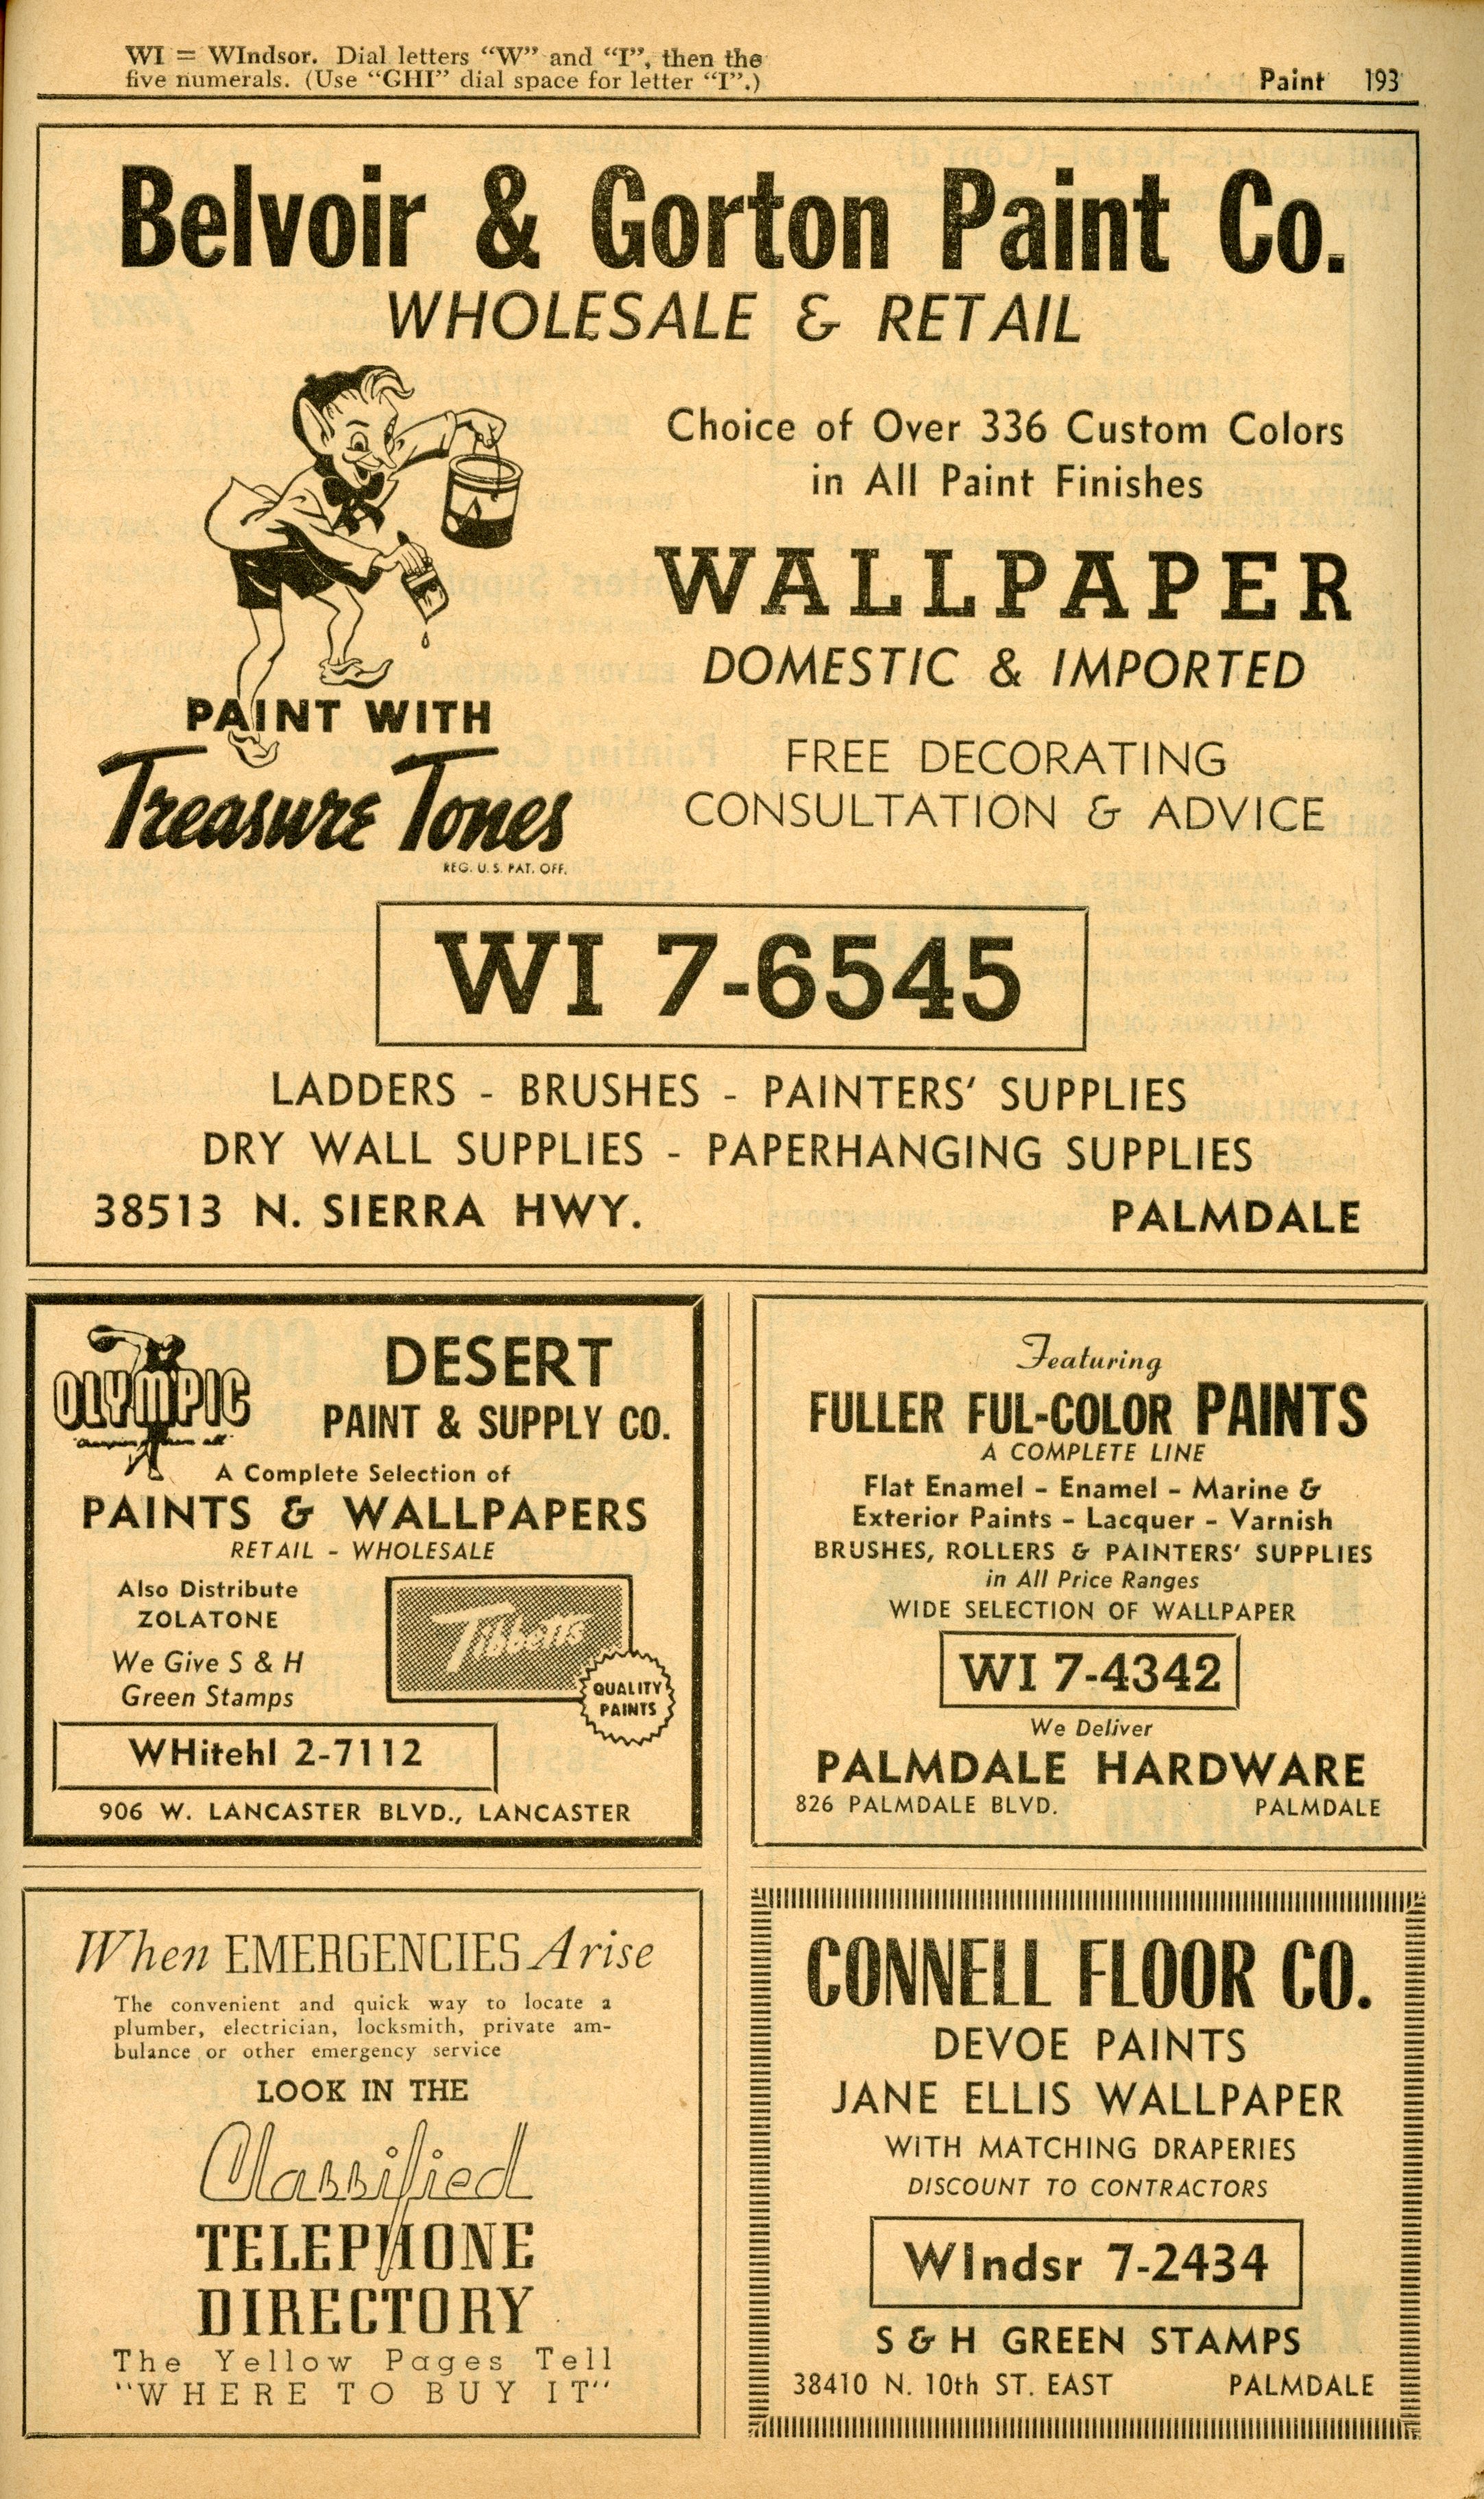 WI = WIndsor. Dial letters "W" and "I", then the
five numerals. (Use "GHI" dial space for letter "I".)
Paint 193
Belvoir & Gorton Paint Co.
WHOLESALE & RETAIL
Choice of Over 336 Custom Colors
in All Paint Finishes
WALLPAPER
DOMESTIC & IMPORTED
PAINT WITH
Treasure Tones
REG. U. S. PAT. OFF.
FREE DECORATING
CONSULTATION & ADVICE
WI 7-6545
LADDERS - BRUSHES - PAINTERS' SUPPLIES
DRY WALL SUPPLIES - PAPERHANGING SUPPLIES
38513 N. SIERRA HWY. PALMDALE
OLYMPIC
DESERT
PAINT & SUPPLY CO.
A Complete Selection of
PAINTS & WALLPAPERS
RETAIL - WHOLESALE
Also Distribute
ZOLATONE
We Give S & H
Green Stamps
Tibbetts
QUALITY
PAINTS
WHitehl 2-7112
906 W. LANCASTER BLVD., LANCASTER
Featuring
FULLER FUL-COLOR PAINTS
A COMPLETE LINE
Flat Enamel - Enamel - Marine &
Exterior Paints - Lacquer - Varnish
BRUSHES, ROLLERS & PAINTERS' SUPPLIES
in All Price Ranges
WIDE SELECTION OF WALLPAPER
WI 7-4342
We Deliver
PALMDALE HARDWARE
826 PALMDALE BLVD. PALMDALE
When EMERGENCIES Arise
The convenient and quick way to locate a
plumber, electrician, locksmith, private am-
bulance or other emergency service
LOOK IN THE
Classified
TELEPHONE
DIRECTORY
The Yellow Pages Tell
"WHERE TO BUY IT"
CONNELL FLOOR CO.
DEVOE PAINTS
JANE ELLIS WALLPAPER
WITH MATCHING DRAPERIES
DISCOUNT TO CONTRACTORS
WIndsr 7-2434
S & H GREEN STAMPS
38410 N. 10th ST. EAST PALMDALE